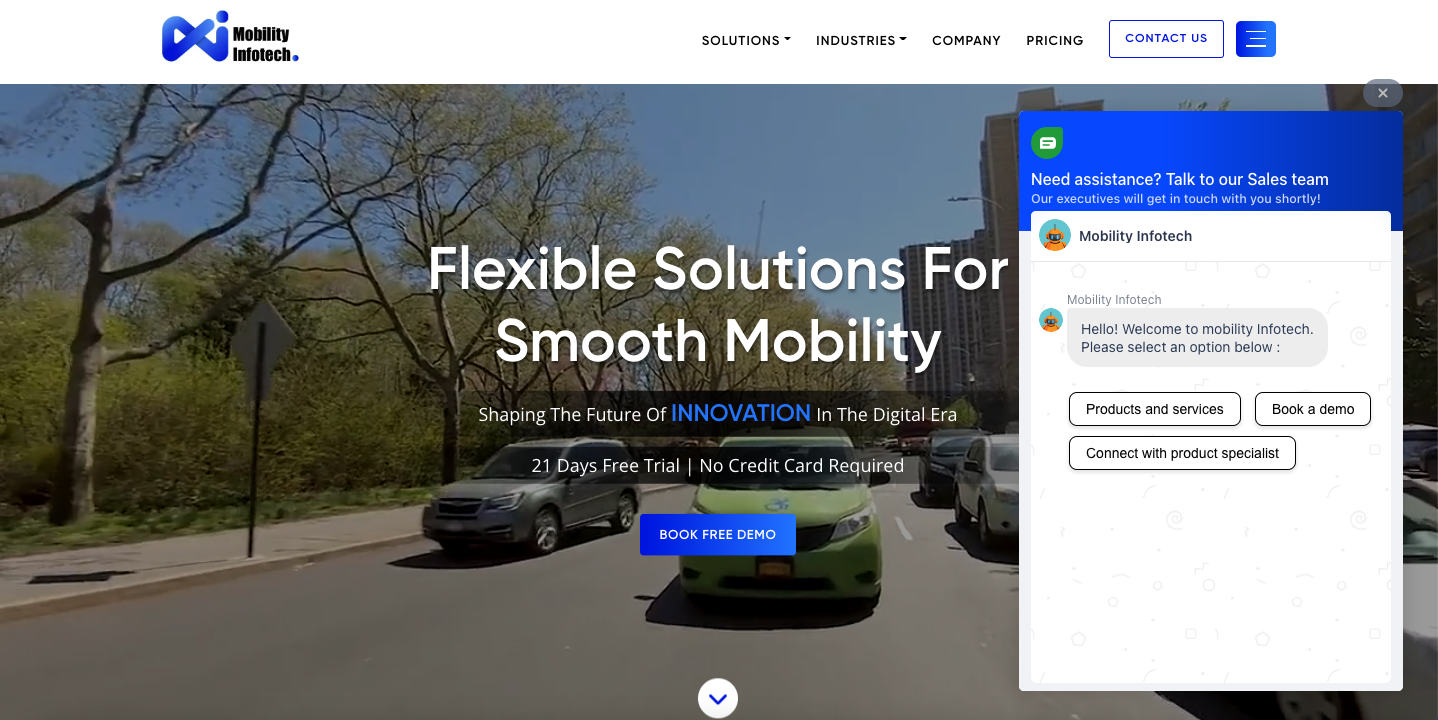 Mobility
Infotech.
SOLUTIONS
INDUSTRIES
COMPANY
PRICING
CONTACT US
Flexible Solutions For
Smooth Mobility
Shaping The Future Of INNOVATION In The Digital Era
21 Days Free Trial | No Credit Card Required
BOOK FREE DEMO
Need assistance? Talk to our Sales team
Our executives will get in touch with you shortly!
Mobility Infotech
Mobility Infotech
Hello! Welcome to mobility Infotech.
Please select an option below :
Products and services
Book a demo
Connect with product specialist